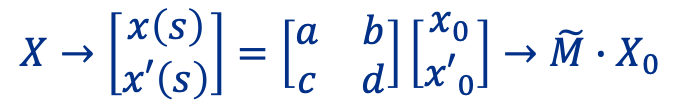 X → [x(s) x′(s)] = [a b c d] [x₀ x′₀] → M̃ · X₀